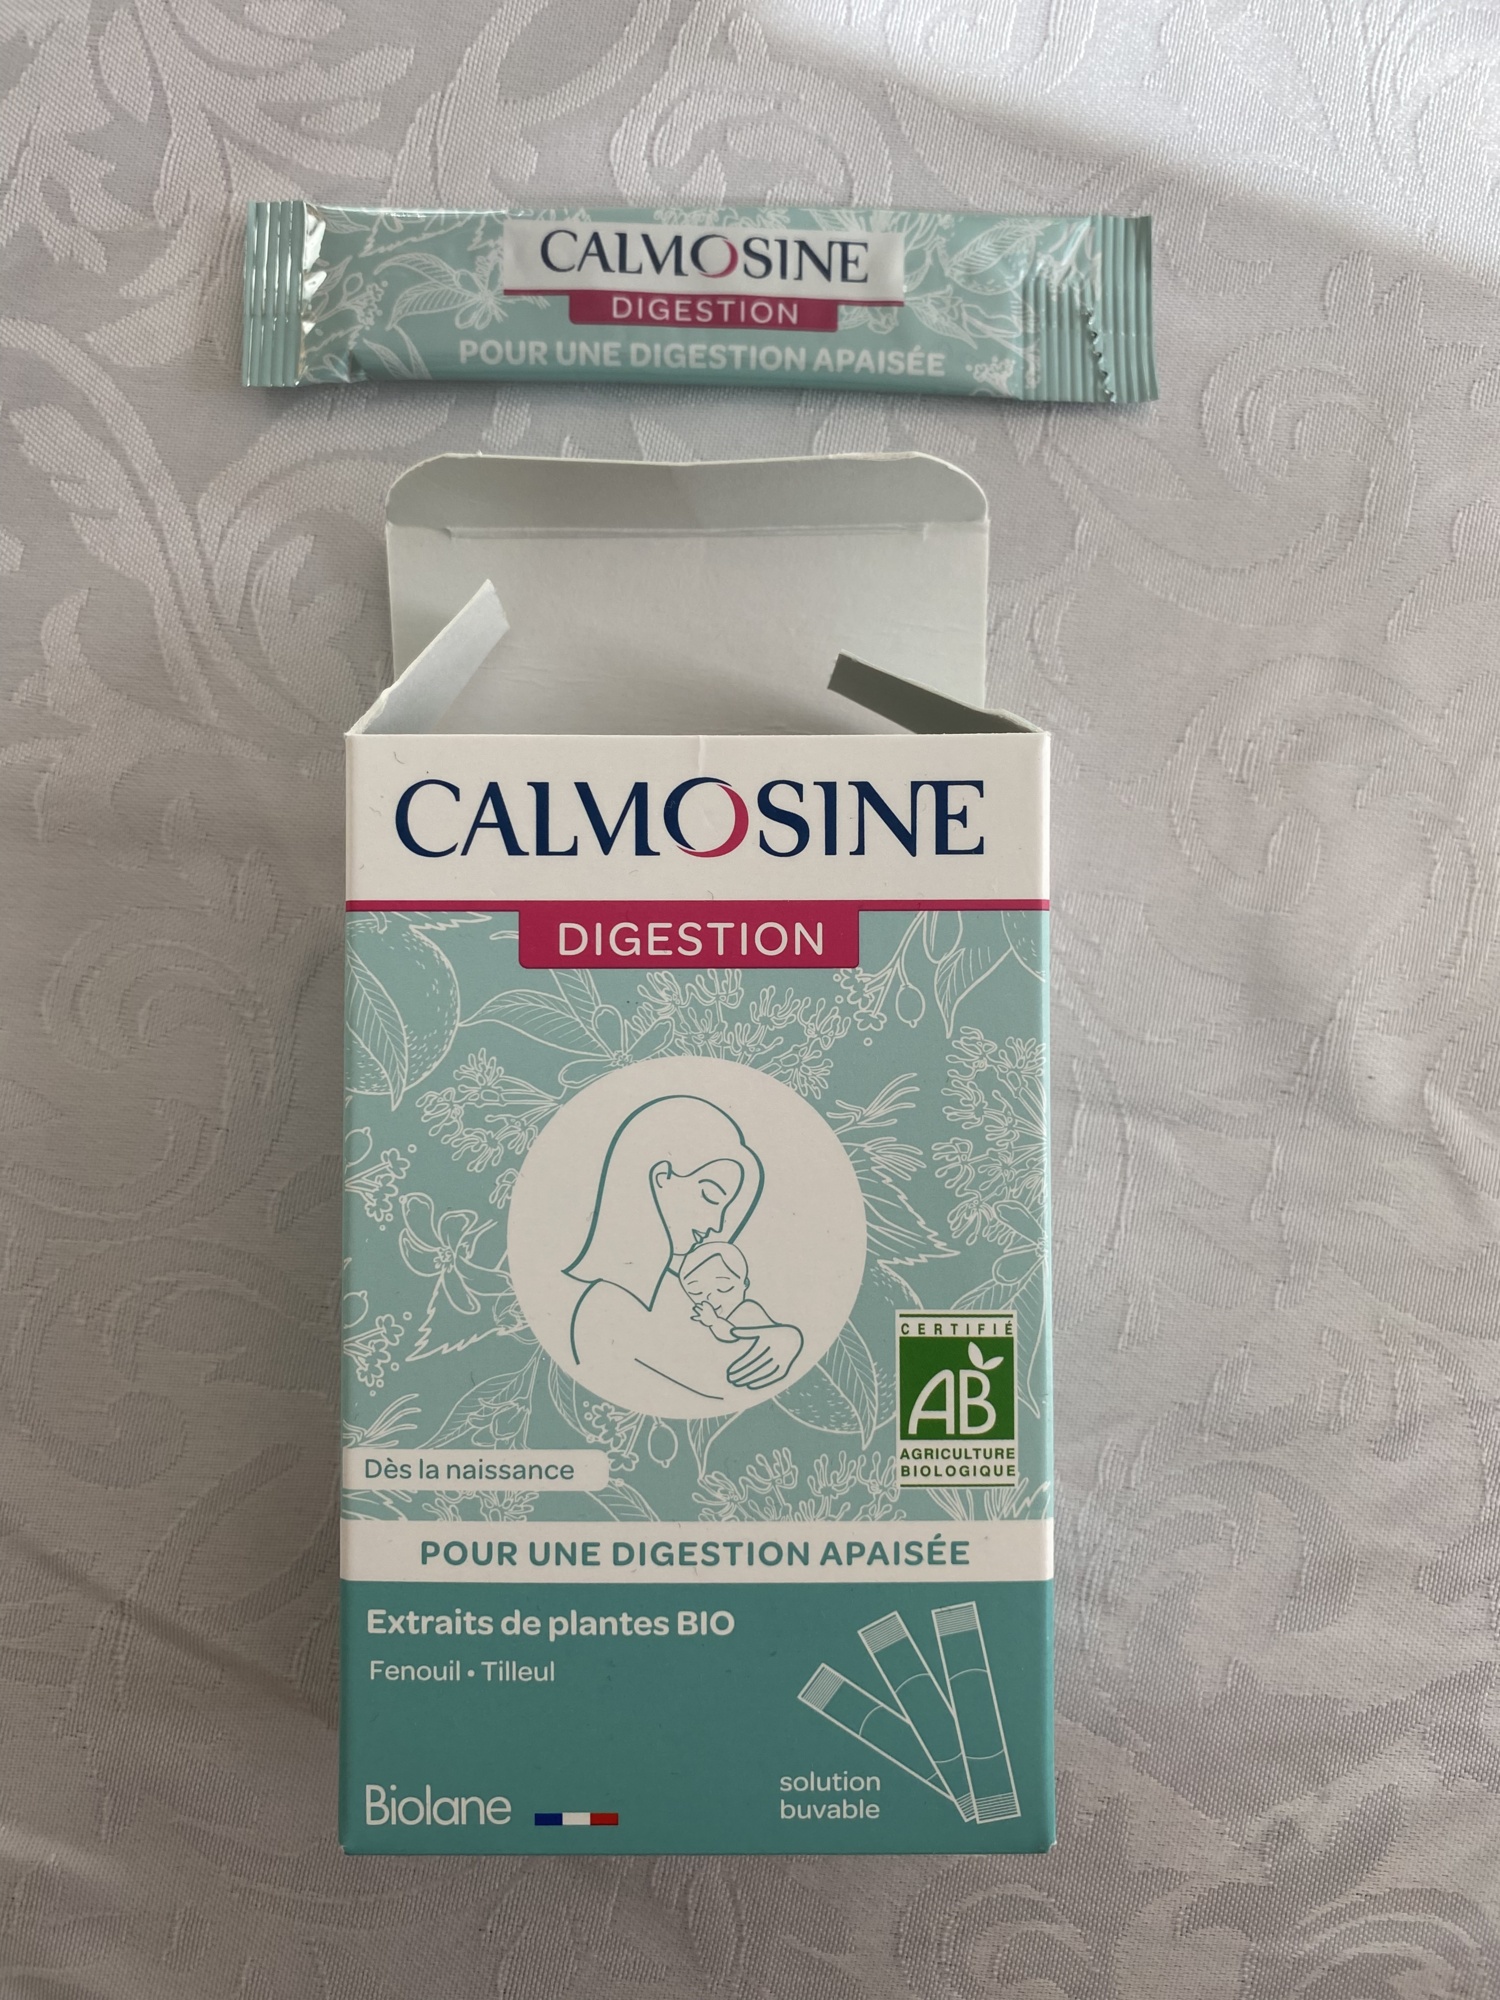 CALMOSINE
DIGESTION
POUR UNE DIGESTION APAISÉE
CALMOSINE
DIGESTION
CERTIFIÉ
AB
AGRICULTURE
BIOLOGIQUE
Dès la naissance
POUR UNE DIGESTION APAISÉE
Extraits de plantes BIO
Fenouil • Tilleul
solution
buvable
Biolane